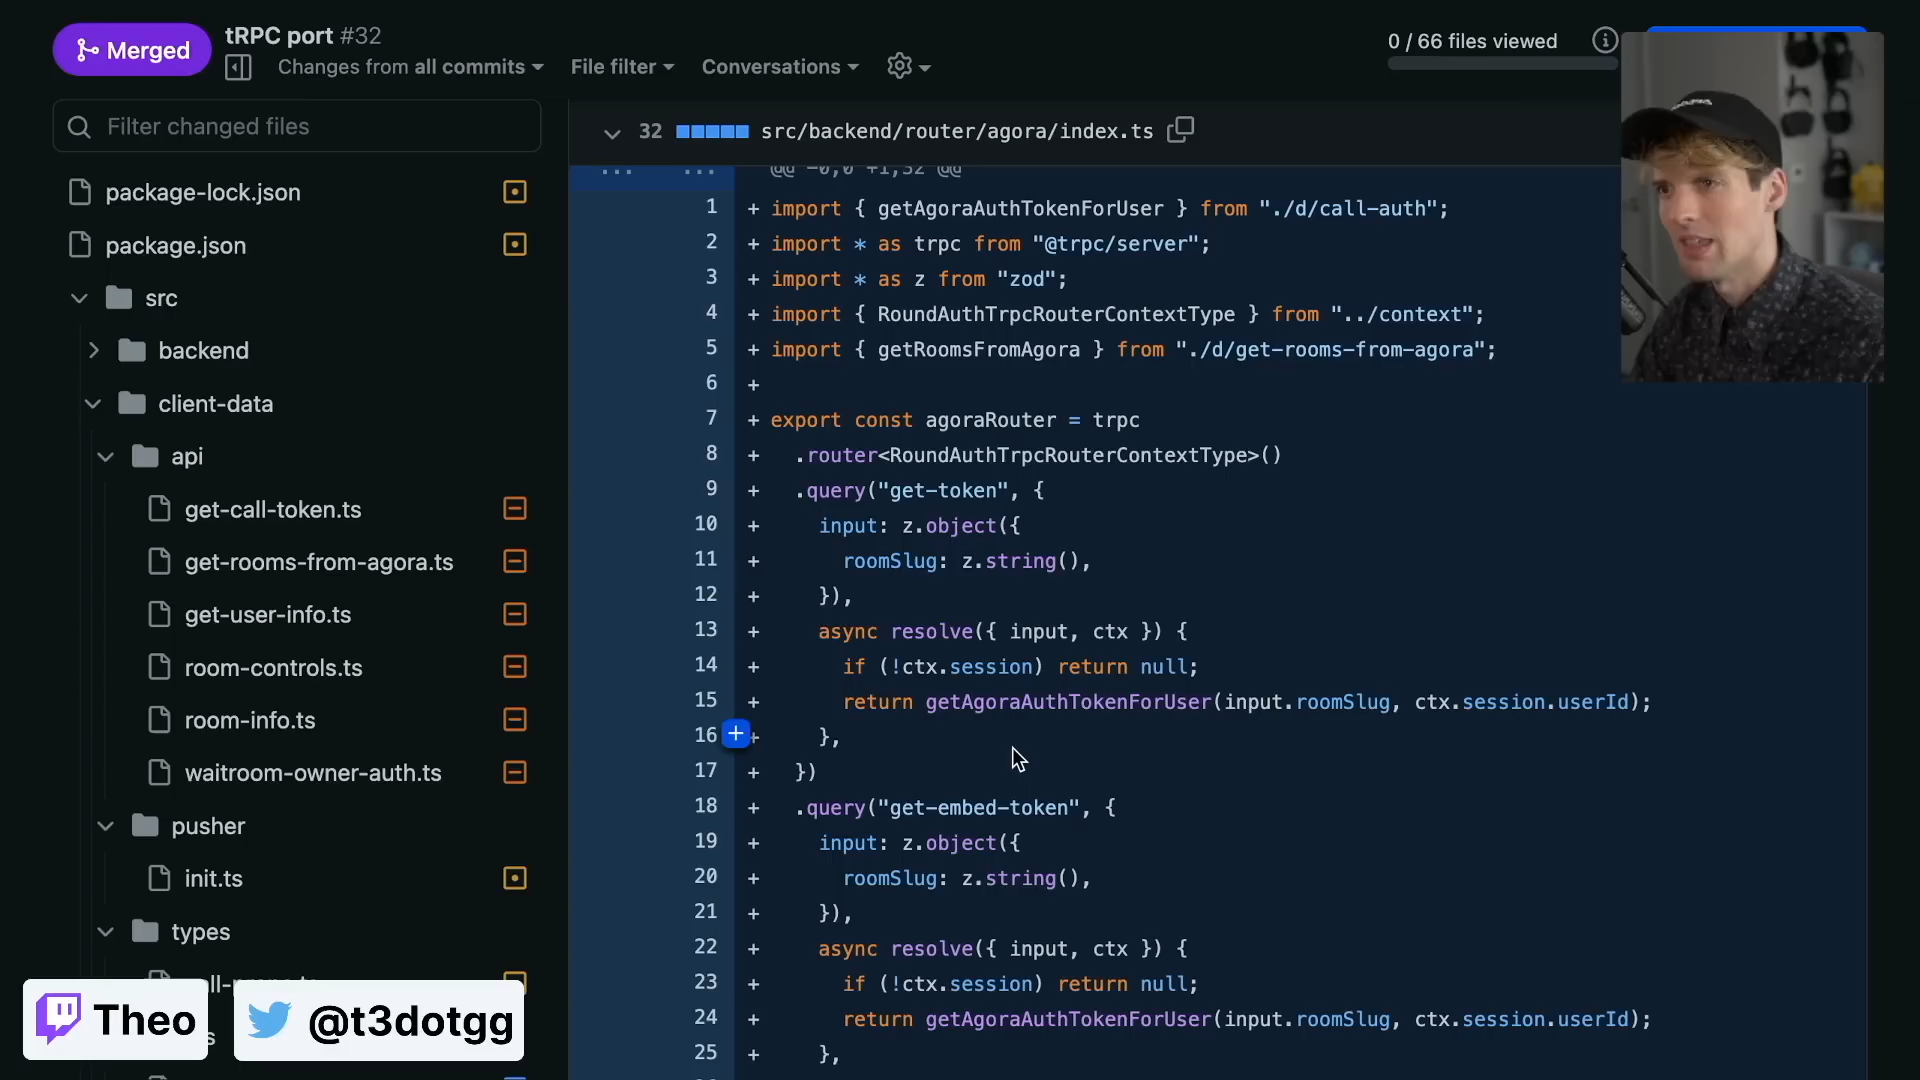 Merged
tRPC port #32
Changes from all commits
File filter
Conversations
0 / 66 files viewed
Filter changed files
package-lock.json
package.json
src
backend
client-data
api
get-call-token.ts
get-rooms-from-agora.ts
get-user-info.ts
room-controls.ts
room-info.ts
waitroom-owner-auth.ts
pusher
init.ts
types
Theo
@t3dotgg
32 src/backend/router/agora/index.ts
... ... @@ -0,0 +1,32 @@
1 + import { getAgoraAuthTokenForUser } from "./d/call-auth";
2 + import * as trpc from "@trpc/server";
3 + import * as z from "zod";
4 + import { RoundAuthTrpcRouterContextType } from "../context";
5 + import { getRoomsFromAgora } from "./d/get-rooms-from-agora";
6 +
7 + export const agoraRouter = trpc
8 + .router<RoundAuthTrpcRouterContextType>()
9 + .query("get-token", {
10 + input: z.object({
11 + roomSlug: z.string(),
12 + }),
13 + async resolve({ input, ctx }) {
14 + if (!ctx.session) return null;
15 + return getAgoraAuthTokenForUser(input.roomSlug, ctx.session.userId);
16 + },
17 + })
18 + .query("get-embed-token", {
19 + input: z.object({
20 + roomSlug: z.string(),
21 + }),
22 + async resolve({ input, ctx }) {
23 + if (!ctx.session) return null;
24 + return getAgoraAuthTokenForUser(input.roomSlug, ctx.session.userId);
25 + },